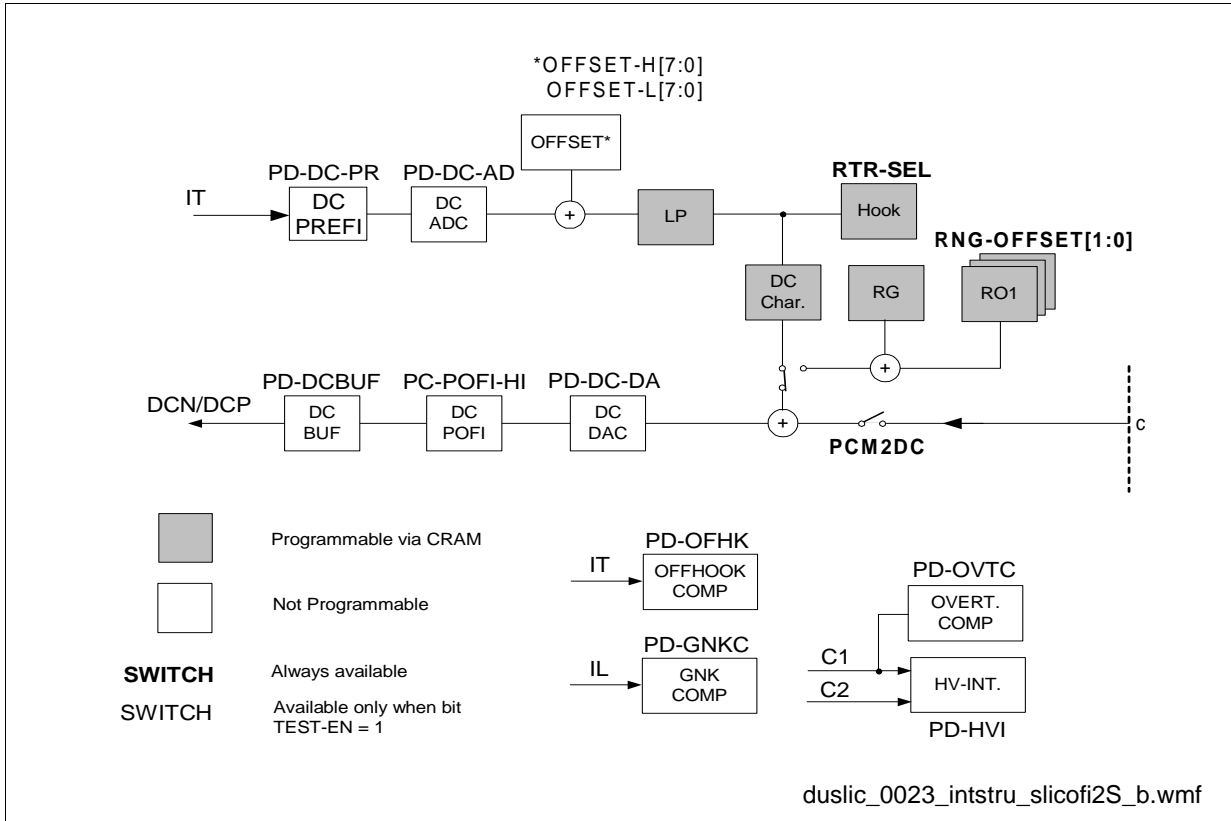 *OFFSET-H[7:0]
OFFSET-L[7:0]
OFFSET*
PD-DC-PR
PD-DC-AD
RTR-SEL
IT
DC
PREFI
DC
ADC
+
LP
Hook
RNG-OFFSET[1:0]
DC
Char.
RG
RO1
+
PD-DCBUF
PC-POFI-HI
PD-DC-DA
DCN/DCP
DC
BUF
DC
POFI
DC
DAC
+
PCM2DC
C
Programmable via CRAM
Not Programmable
SWITCH
Always available
SWITCH
Available only when bit
TEST-EN = 1
PD-OFHK
IT
OFFHOOK
COMP
PD-GNKC
IL
GNK
COMP
PD-OVTC
OVERT.
COMP
C1
C2
HV-INT.
PD-HVI
duslic_0023_intstru_slicofi2S_b.wmf